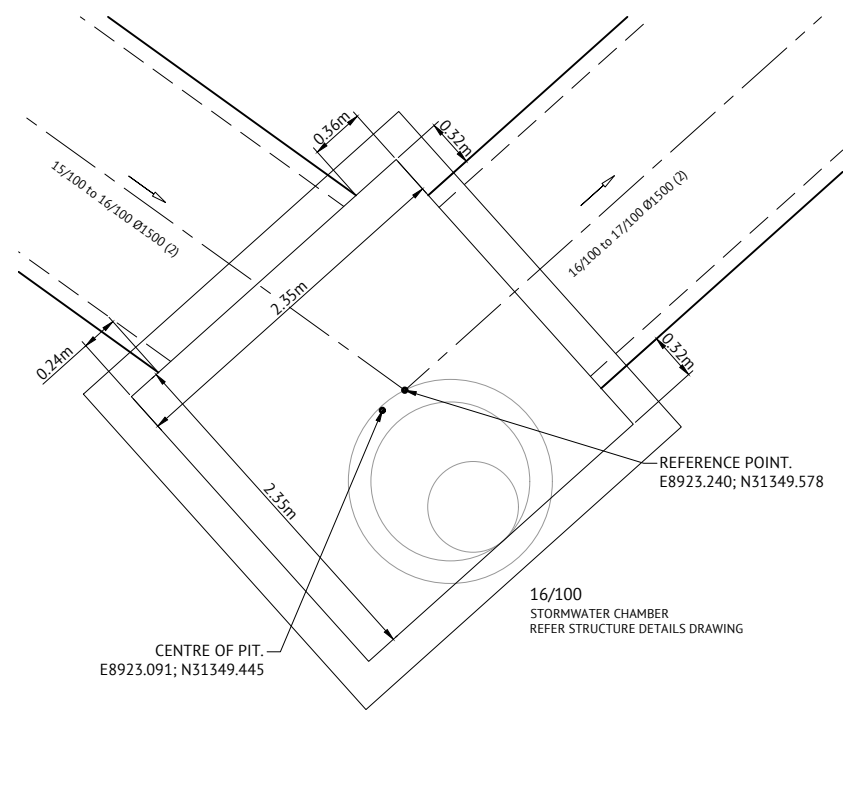 0.36m
0.32m
15/100 to 16/100 Ø1500 (2)
16/100 to 17/100 Ø1500 (2)
2.35m
0.24m
0.32m
REFERENCE POINT.
E8923.240; N31349.578
2.35m
16/100
STORMWATER CHAMBER
REFER STRUCTURE DETAILS DRAWING
CENTRE OF PIT.
E8923.091; N31349.445